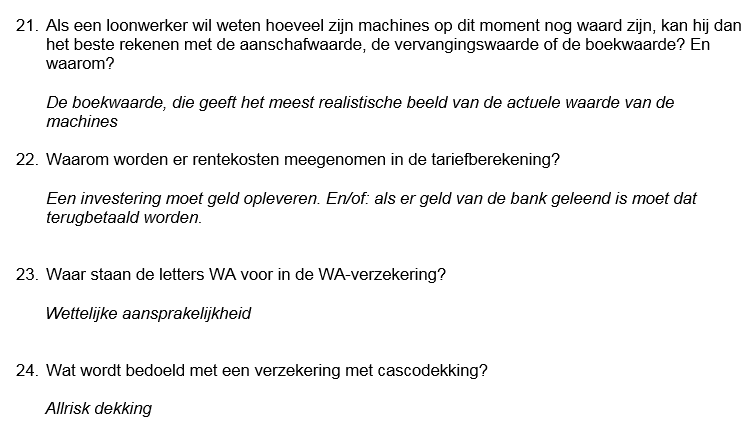 21. Als een loonwerker wil weten hoeveel zijn machines op dit moment nog waard zijn, kan hij dan
het beste rekenen met de aanschafwaarde, de vervangingswaarde of de boekwaarde? En
waarom?
De boekwaarde, die geeft het meest realistische beeld van de actuele waarde van de
machines
22. Waarom worden er rentekosten meegenomen in de tariefberekening?
Een investering moet geld opleveren. En/of: als er geld van de bank geleend is moet dat
terugbetaald worden.
23. Waar staan de letters WA voor in de WA-verzekering?
Wettelijke aansprakelijkheid
24. Wat wordt bedoeld met een verzekering met cascodekking?
Allrisk dekking